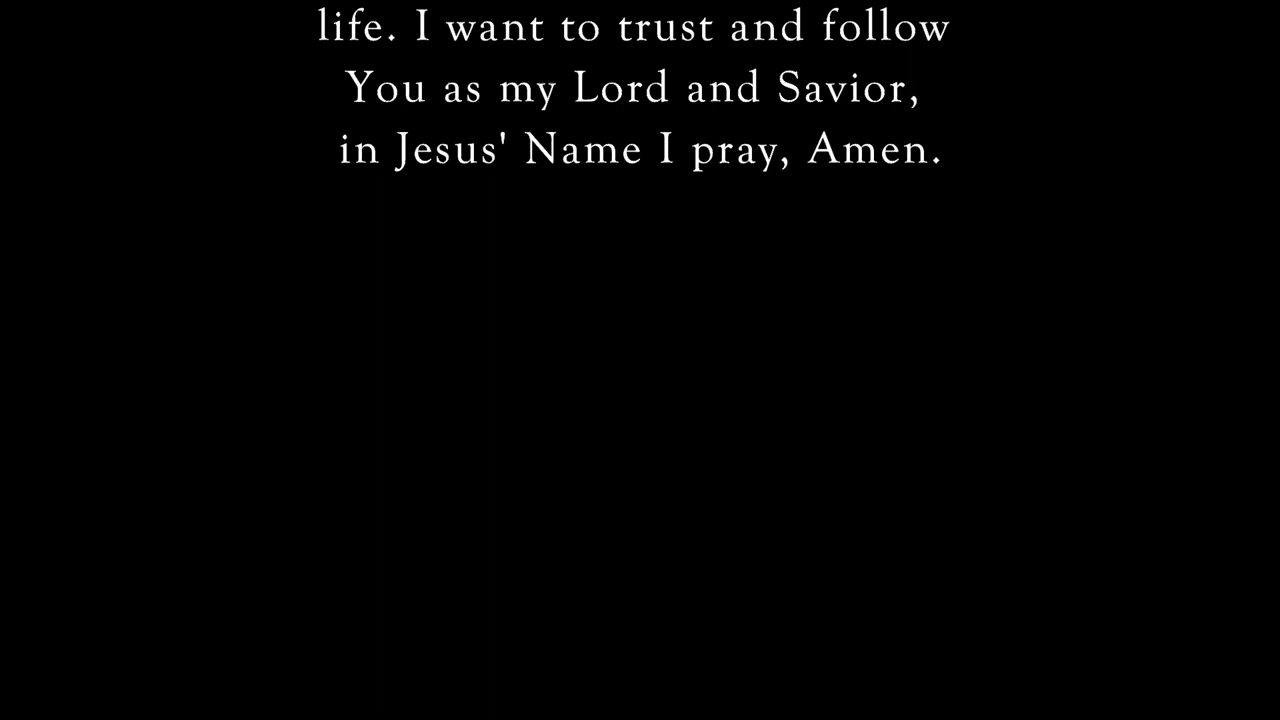 life. I want to trust and follow
You as my Lord and Savior,
in Jesus' Name I pray, Amen.